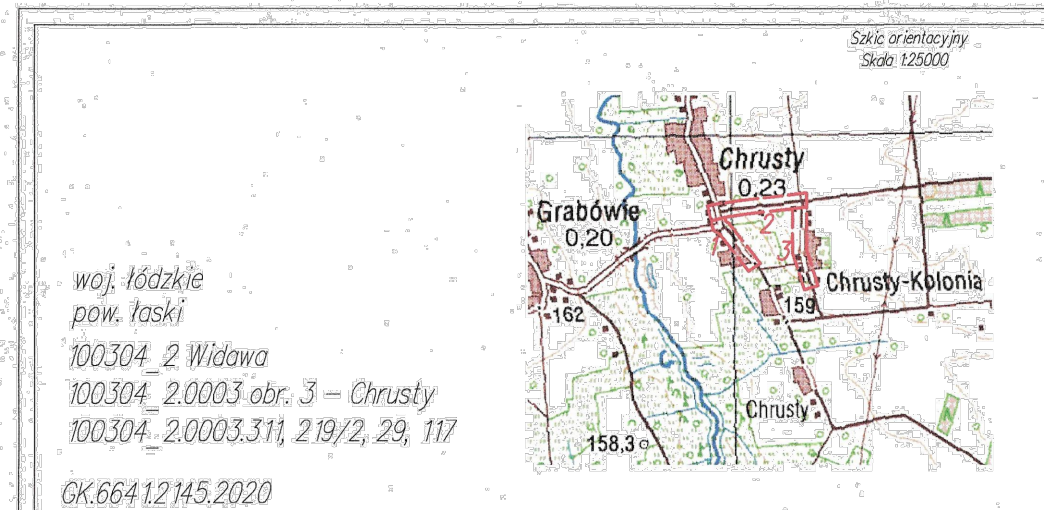 Szkic orientacyjny
Skala 1:25000
Chrusty
0,23
Grabówie
0,20
2
1
3
Chrusty-Kolonia
159
162
Chrusty
158,3
A
A
A
woj. łódzkie
pow. łaski
100304_2 Widawa
100304_2.0003 obr. 3 – Chrusty
100304_2.0003.311, 219/2, 29, 117
GK.6641.2145.2020